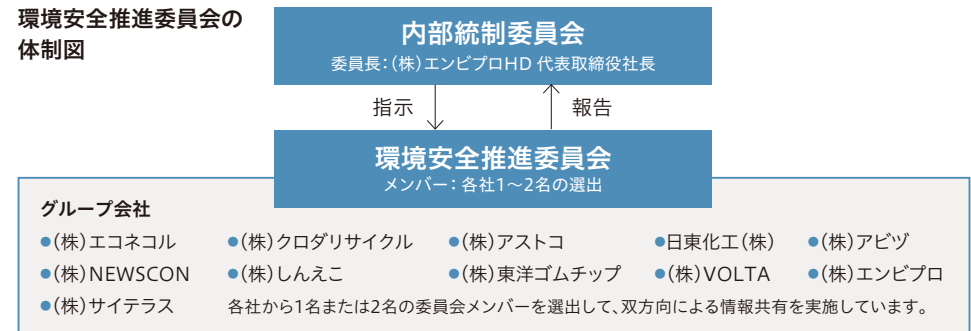 環境安全推進委員会の
体制図
内部統制委員会
委員長：(株)エンビプロHD 代表取締役社長
指示
報告
環境安全推進委員会
メンバー：各社1～2名の選出
グループ会社
●(株)エコネコル ●(株)クロダリサイクル ●(株)アストコ ●日東化工(株) ●(株)アビヅ
●(株)NEWSCON ●(株)しんえこ ●(株)東洋ゴムチップ ●(株)VOLTA ●(株)エンビプロ
●(株)サイテラス 各社から1名または2名の委員会メンバーを選出して、双方向による情報共有を実施しています。